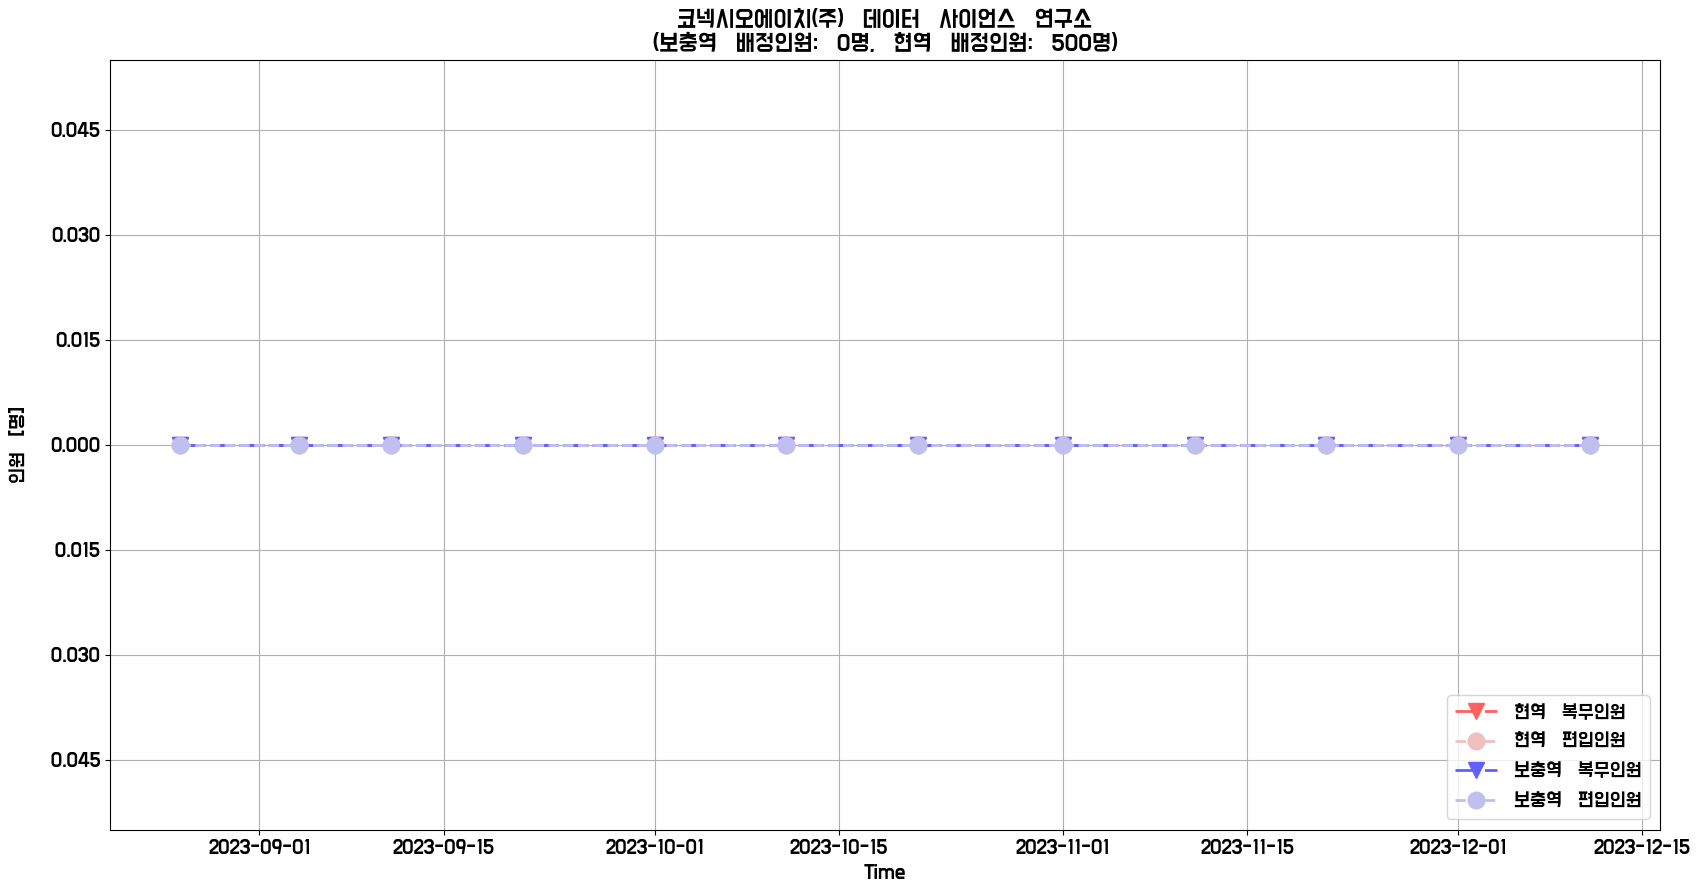 코넥시오에이치(주) 데이터 사이언스 연구소
(보충역 배정인원: 0명, 현역 배정인원: 500명)
인원 [명]
0.045
0.030
0.015
0.000
0.015
0.030
0.045
현역 복무인원
현역 편입인원
보충역 복무인원
보충역 편입인원
2023-09-01 2023-09-15 2023-10-01 2023-10-15 2023-11-01 2023-11-15 2023-12-01 2023-12-15
Time